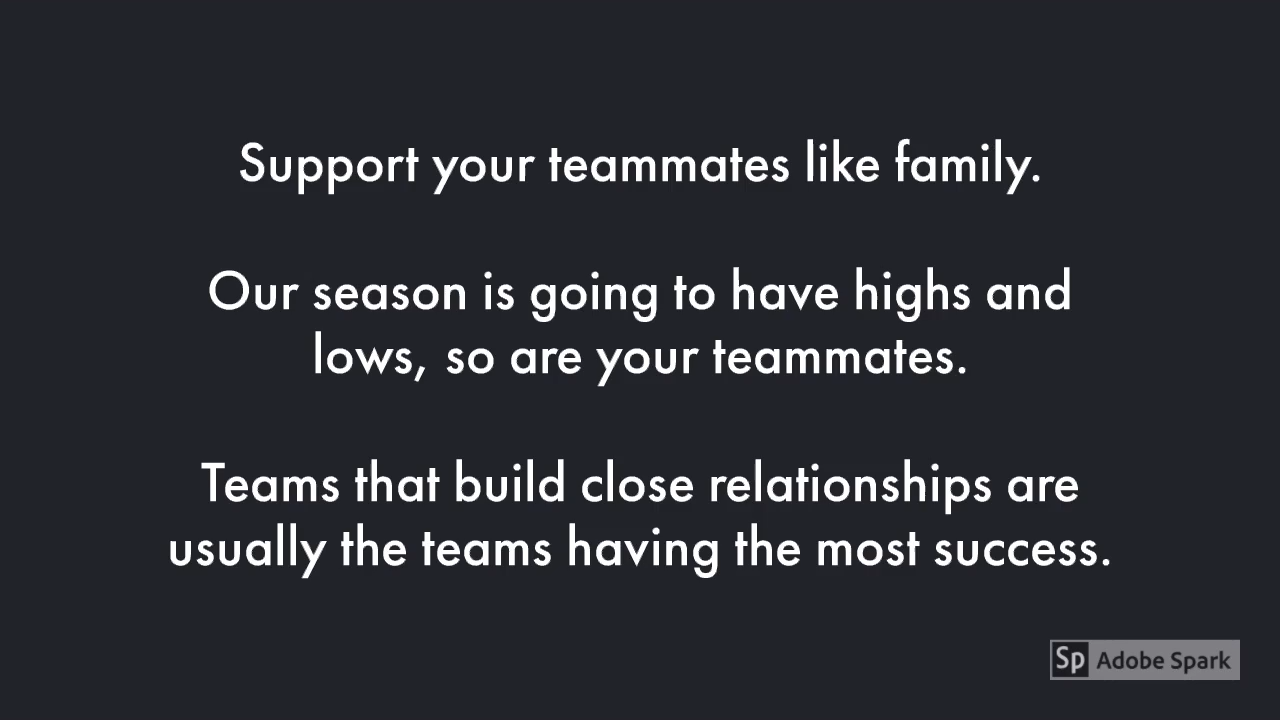 Support your teammates like family.
Our season is going to have highs and
lows, so are your teammates.
Teams that build close relationships are
usually the teams having the most success.
Sp Adobe Spark